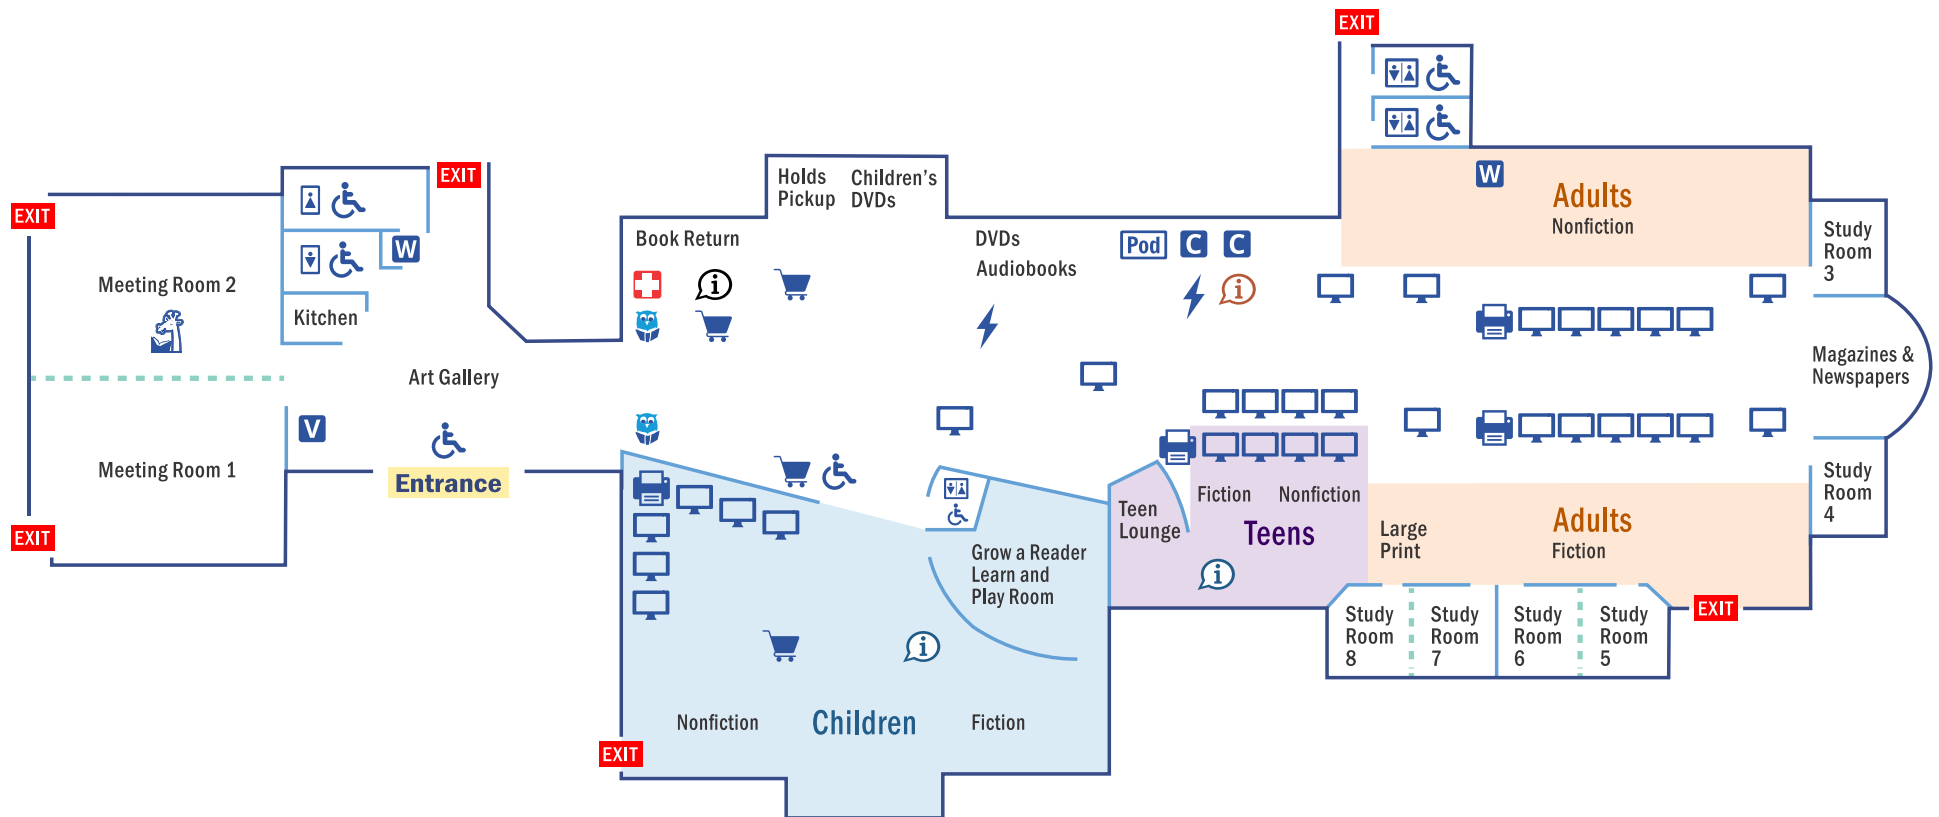 EXIT
EXIT
EXIT
Meeting Room 2
Kitchen
W
Art Gallery
V
Meeting Room 1
Entrance
EXIT
Holds
Pickup
Children's
DVDs
Book Return
DVDs
Audiobooks
Pod
C
C
EXIT
W
Adults
Nonfiction
Study
Room
3
Magazines &
Newspapers
Study
Room
4
Teen
Lounge
Fiction
Nonfiction
Teens
Large
Print
Adults
Fiction
Grow a Reader
Learn and
Play Room
Study
Room
8
Study
Room
7
Study
Room
6
Study
Room
5
EXIT
Nonfiction
Children
Fiction
EXIT